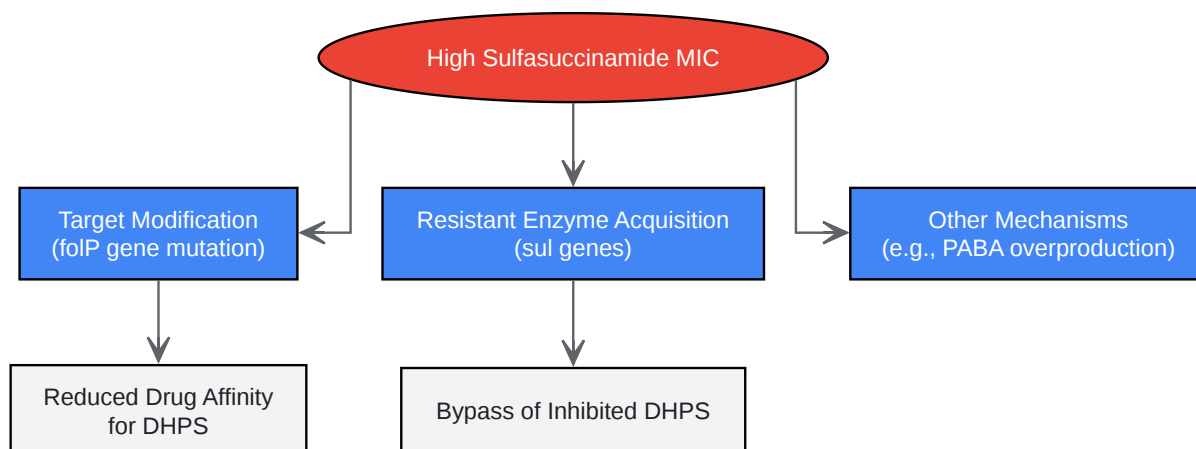 High Sulfasuccinamide MIC
Target Modification
(folP gene mutation)
Resistant Enzyme Acquisition
(sul genes)
Other Mechanisms
(e.g., PABA overproduction)
Reduced Drug Affinity
for DHPS
Bypass of Inhibited DHPS